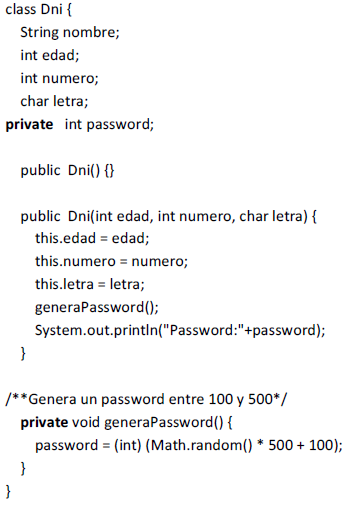 class Dni {
String nombre;
int edad;
int numero;
char letra;
private int password;
public Dni() {}
public Dni(int edad, int numero, char letra) {
this.edad = edad;
this.numero = numero;
this.letra = letra;
generaPassword();
System.out.println("Password:"+password);
}
/**Genera un password entre 100 y 500*/
private void generaPassword() {
password = (int) (Math.random() * 500 + 100);
}
}